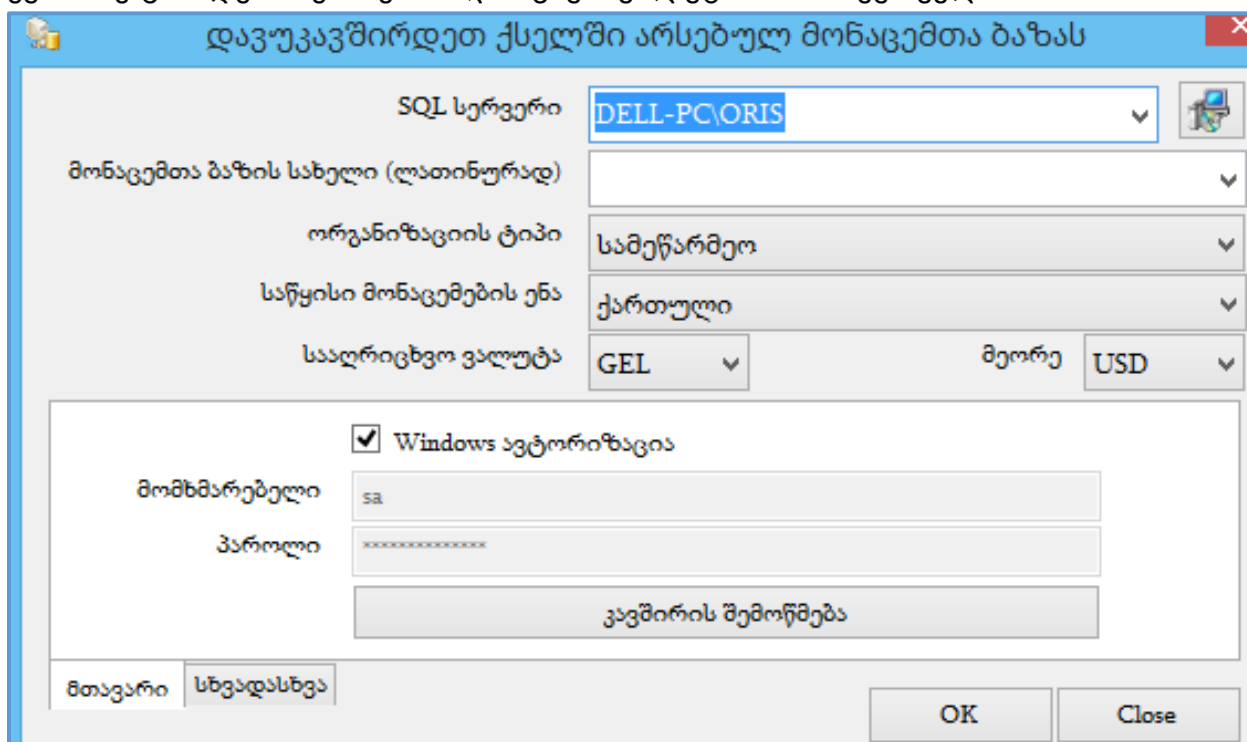 დავუკავშირდეთ ქსელში არსებულ მონაცემთა ბაზას
SQL სერვერი DELL-PC\ORIS
მონაცემთა ბაზის სახელი (ლათინურად)
ორგანიზაციის ტიპი სამეწარმეო
საწყისი მონაცემების ენა ქართული
სააღრიცხვო ვალუტა GEL მეორე USD
Windows ავტორიზაცია
მომხმარებელი sa
პაროლი **************
კავშირის შემოწმება
მთავარი სხვადასხვა
OK Close